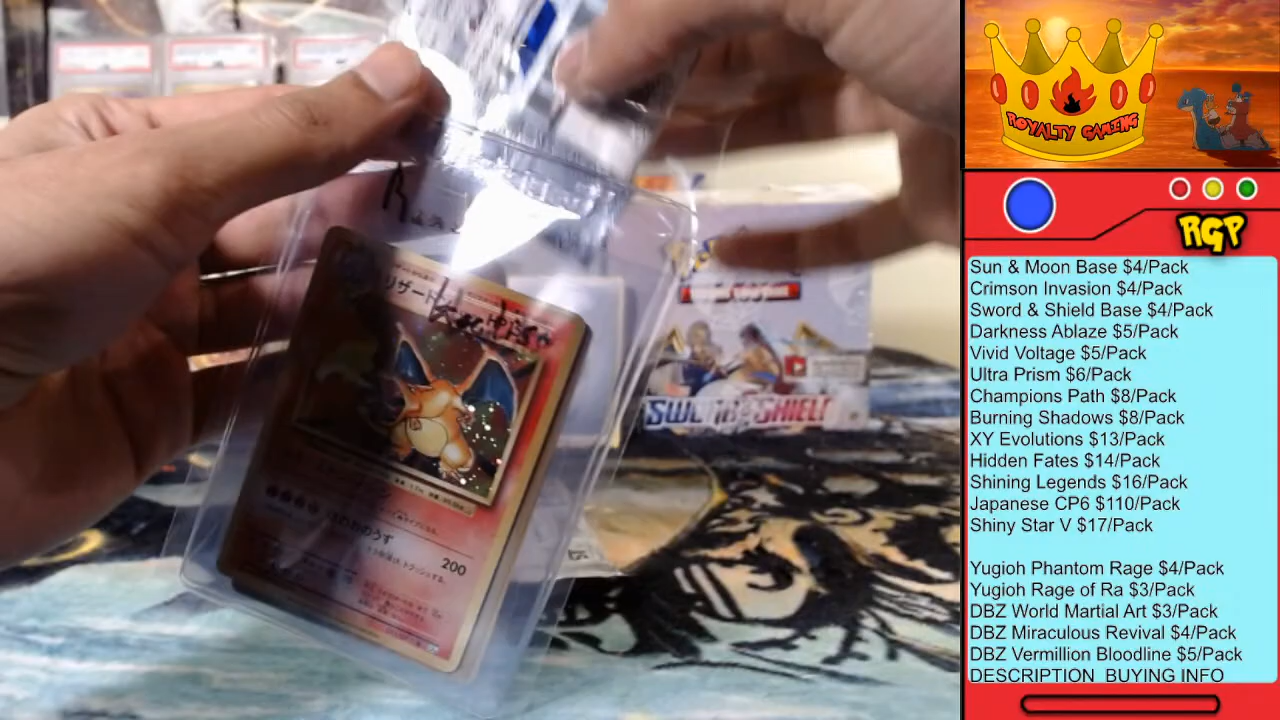 ROYALTY GAMING
RGP
Sun & Moon Base $4/Pack
Crimson Invasion $4/Pack
Sword & Shield Base $4/Pack
Darkness Ablaze $5/Pack
Vivid Voltage $5/Pack
Ultra Prism $6/Pack
Champions Path $8/Pack
Burning Shadows $8/Pack
XY Evolutions $13/Pack
Hidden Fates $14/Pack
Shining Legends $16/Pack
Japanese CP6 $110/Pack
Shiny Star V $17/Pack
Yugioh Phantom Rage $4/Pack
Yugioh Rage of Ra $3/Pack
DBZ World Martial Art $3/Pack
DBZ Miraculous Revival $4/Pack
DBZ Vermillion Bloodline $5/Pack
DESCRIPTION BUYING INFO
リザード
200
SWORD & SHIELD